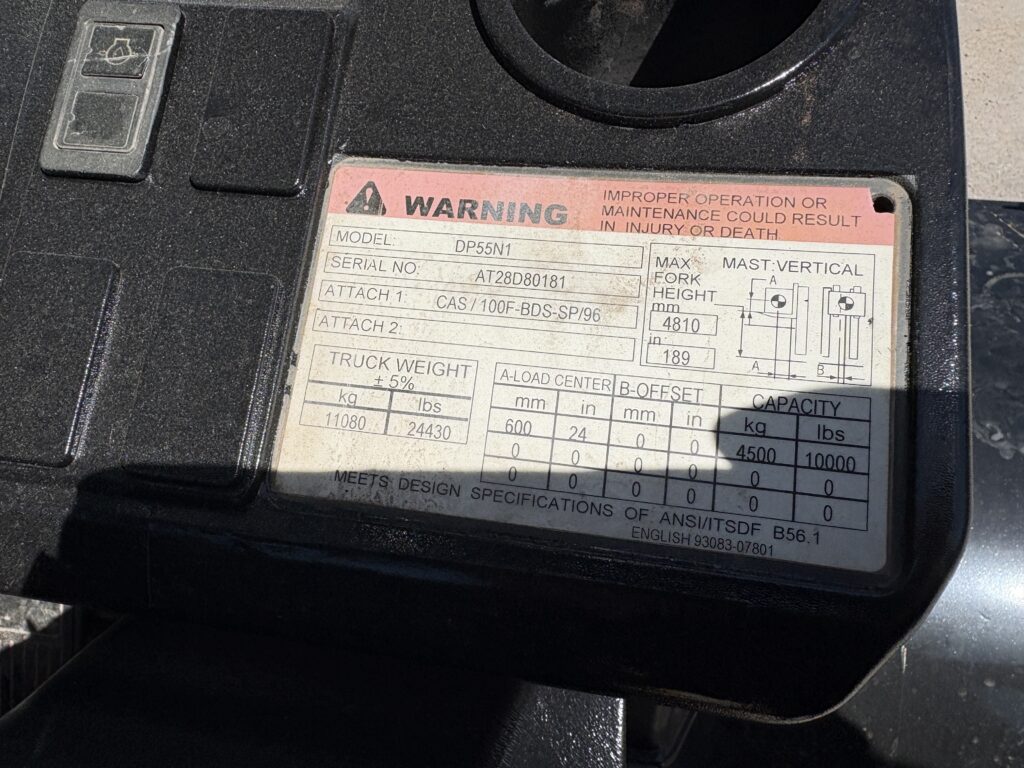 WARNING
IMPROPER OPERATION OR
MAINTENANCE COULD RESULT
IN INJURY OR DEATH
MODEL: DP55N1
SERIAL NO: AT28D80181
ATTACH 1: CAS / 100F-BDS-SP/96
ATTACH 2:
MAX FORK HEIGHT
mm
4810
in
189
MAST:VERTICAL
A
A B
TRUCK WEIGHT
± 5%
kg lbs
11080 24430
A-LOAD CENTER B-OFFSET CAPACITY
mm in mm in kg lbs
600 24 0 0 4500 10000
0 0 0 0 0 0
0 0 0 0 0 0
MEETS DESIGN SPECIFICATIONS OF ANSI/ITSDF B56.1
ENGLISH 93083-07801